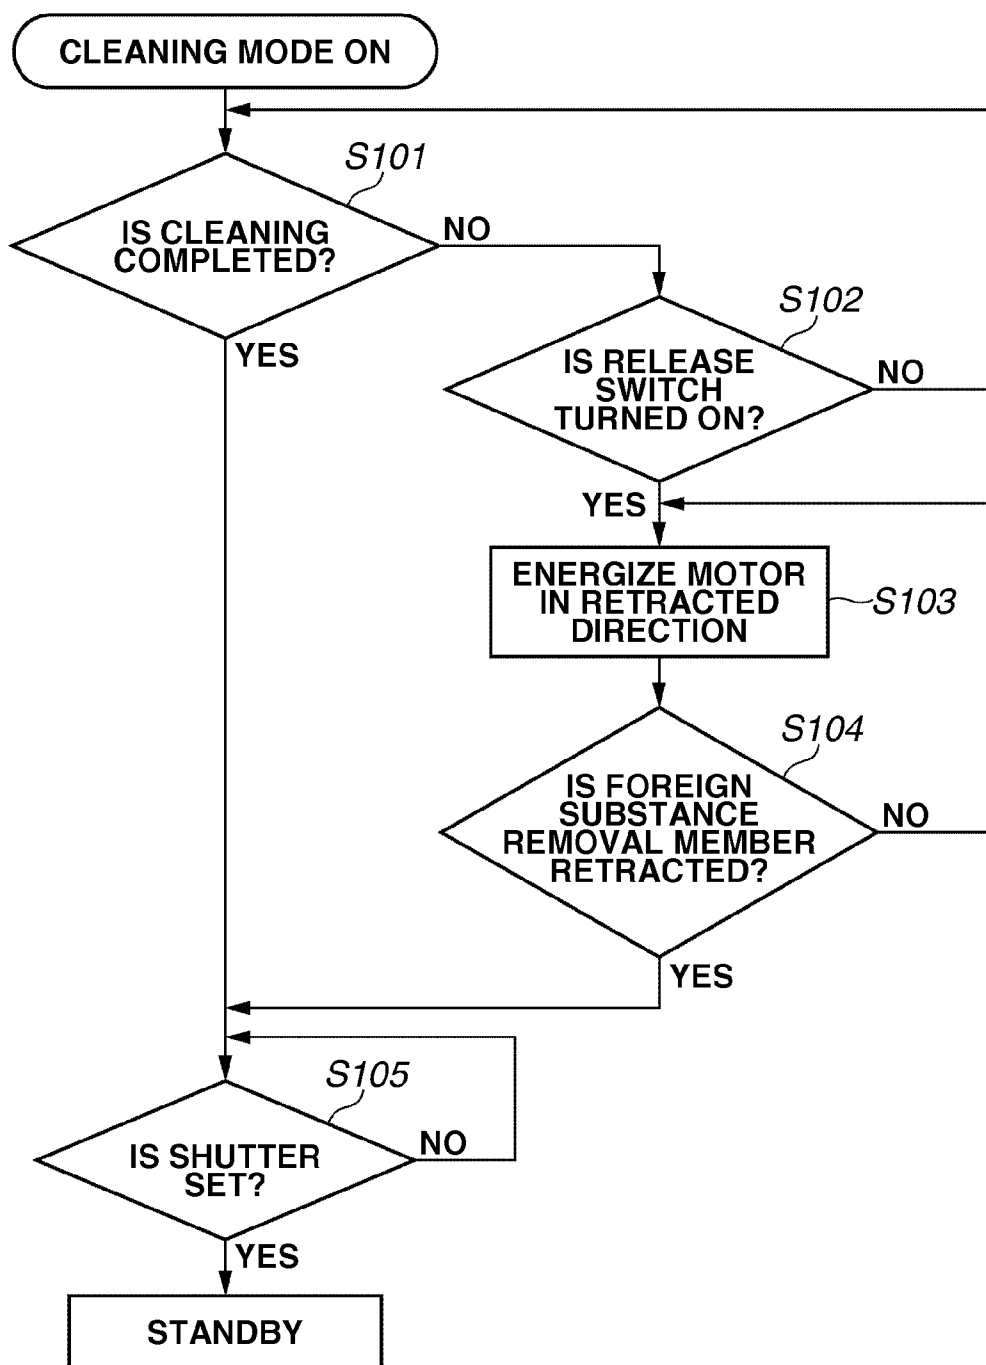 CLEANING MODE ON
S101
IS CLEANING
COMPLETED?
NO
YES
S102
IS RELEASE
SWITCH
TURNED ON?
NO
YES
ENERGIZE MOTOR
IN RETRACTED
DIRECTION
S103
S104
IS FOREIGN
SUBSTANCE
REMOVAL MEMBER
RETRACTED?
NO
YES
S105
IS SHUTTER
SET?
NO
YES
STANDBY